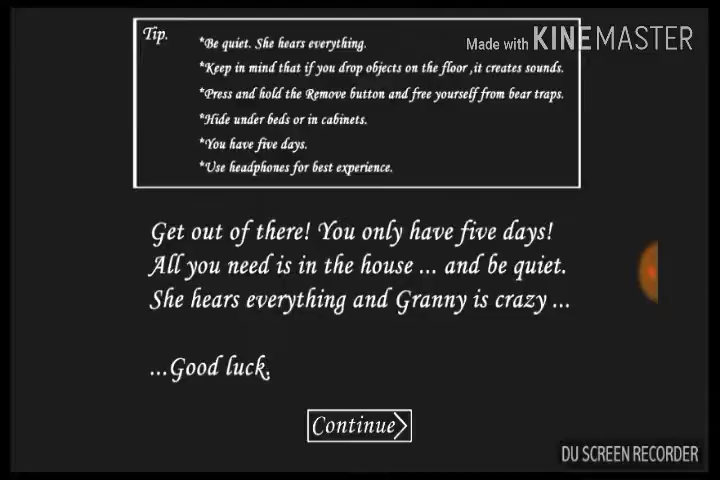 Tip.
Made with KINEMASTER
*Be quiet. She hears everything.
*Keep in mind that if you drop objects on the floor ,it creates sounds.
*Press and hold the Remove button and free yourself from bear traps.
*Hide under beds or in cabinets.
*You have five days.
*Use headphones for best experience.
Get out of there! You only have five days!
All you need is in the house ... and be quiet.
She hears everything and Granny is crazy ...
...Good luck.
Continue
DU SCREEN RECORDER